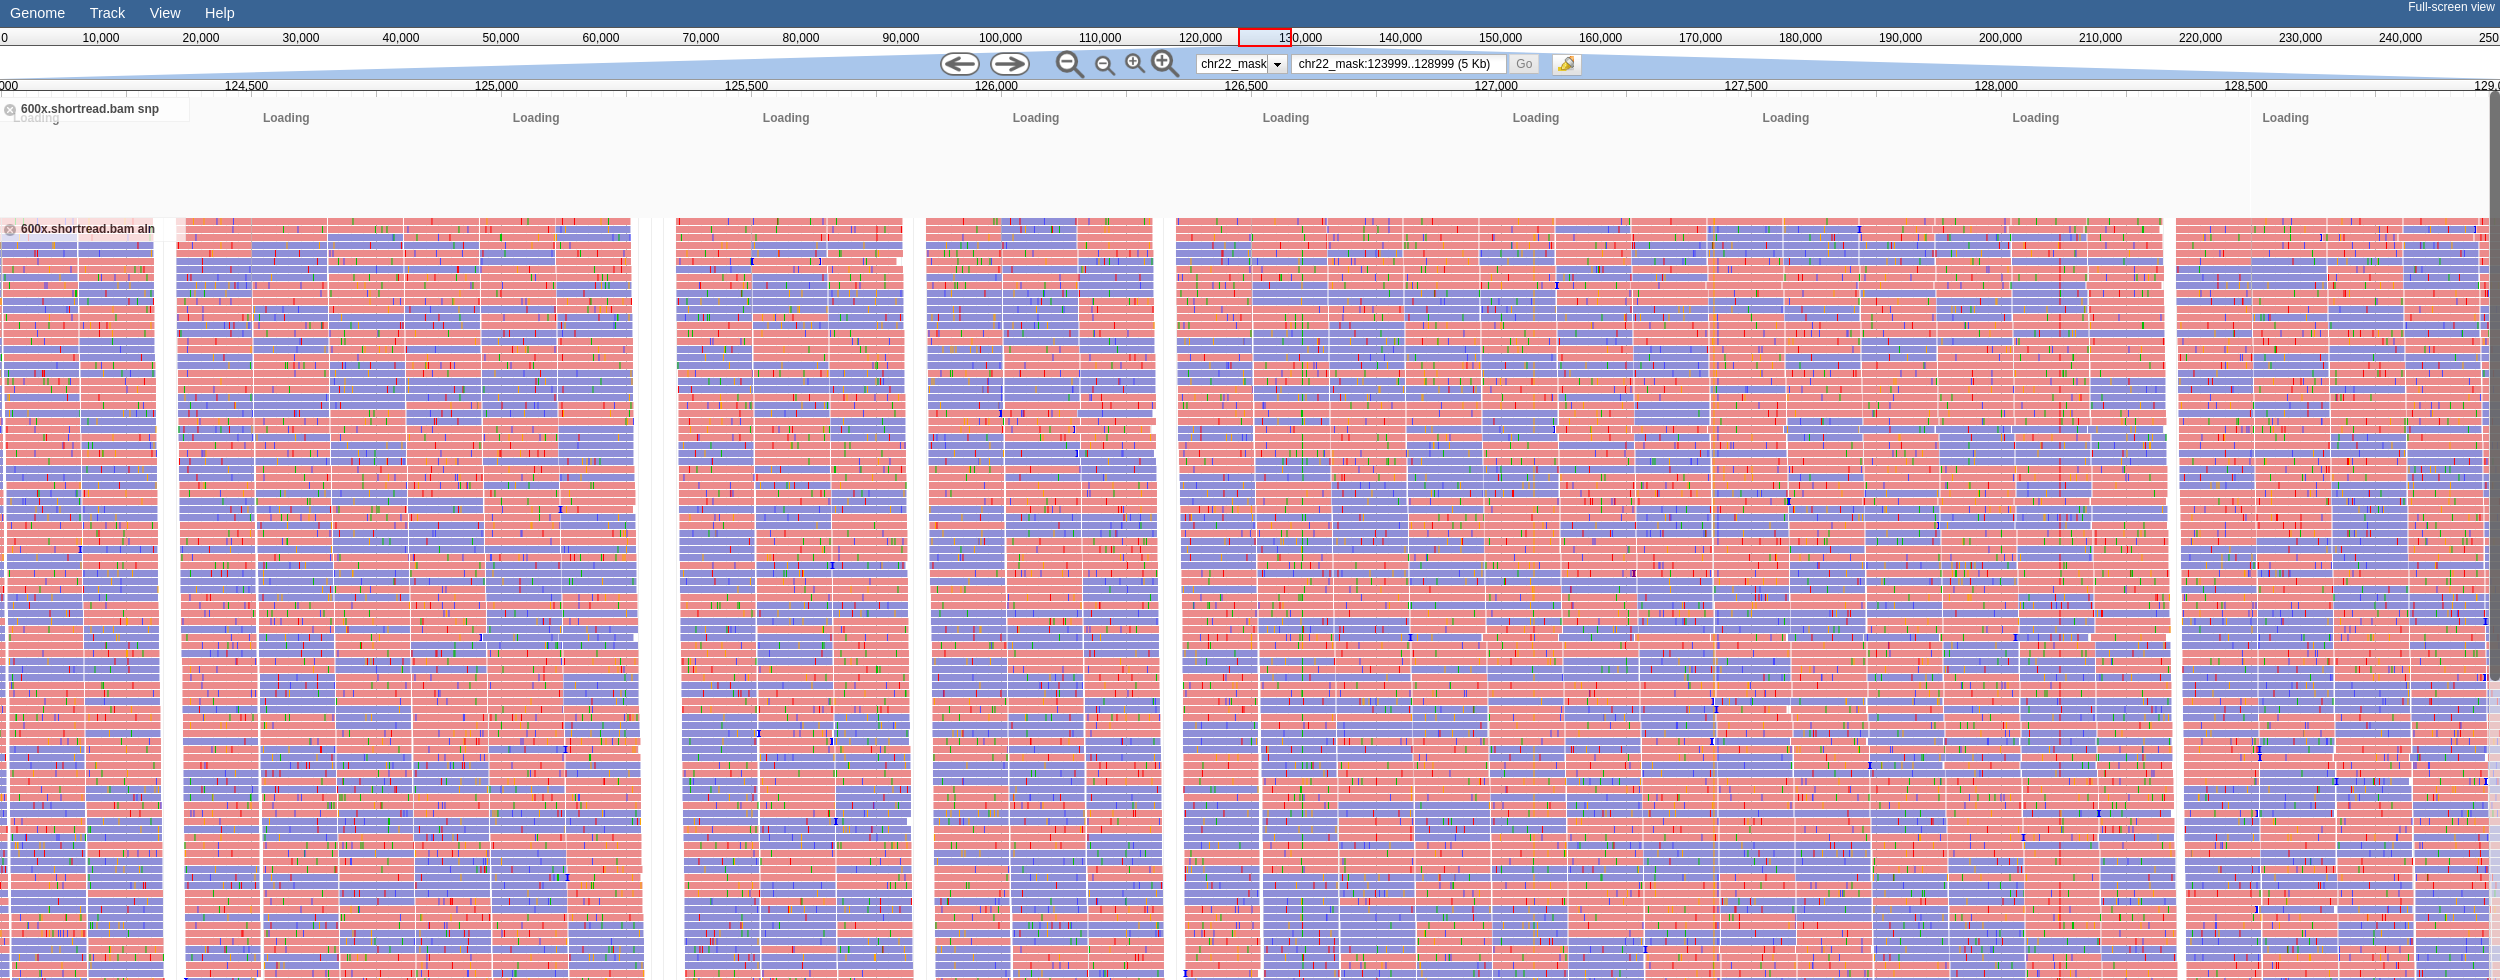 Genome Track View Help Full-screen view
0 10,000 20,000 30,000 40,000 50,000 60,000 70,000 80,000 90,000 100,000 110,000 120,000 130,000 140,000 150,000 160,000 170,000 180,000 190,000 200,000 210,000 220,000 230,000 240,000 250
chr22_mask chr22_mask:123999..128999 (5 Kb) Go
000 124,500 125,000 125,500 126,000 126,500 127,000 127,500 128,000 128,500 129,0
600x.shortread.bam snp
Loading Loading Loading Loading Loading Loading Loading Loading Loading Loading
600x.shortread.bam aln